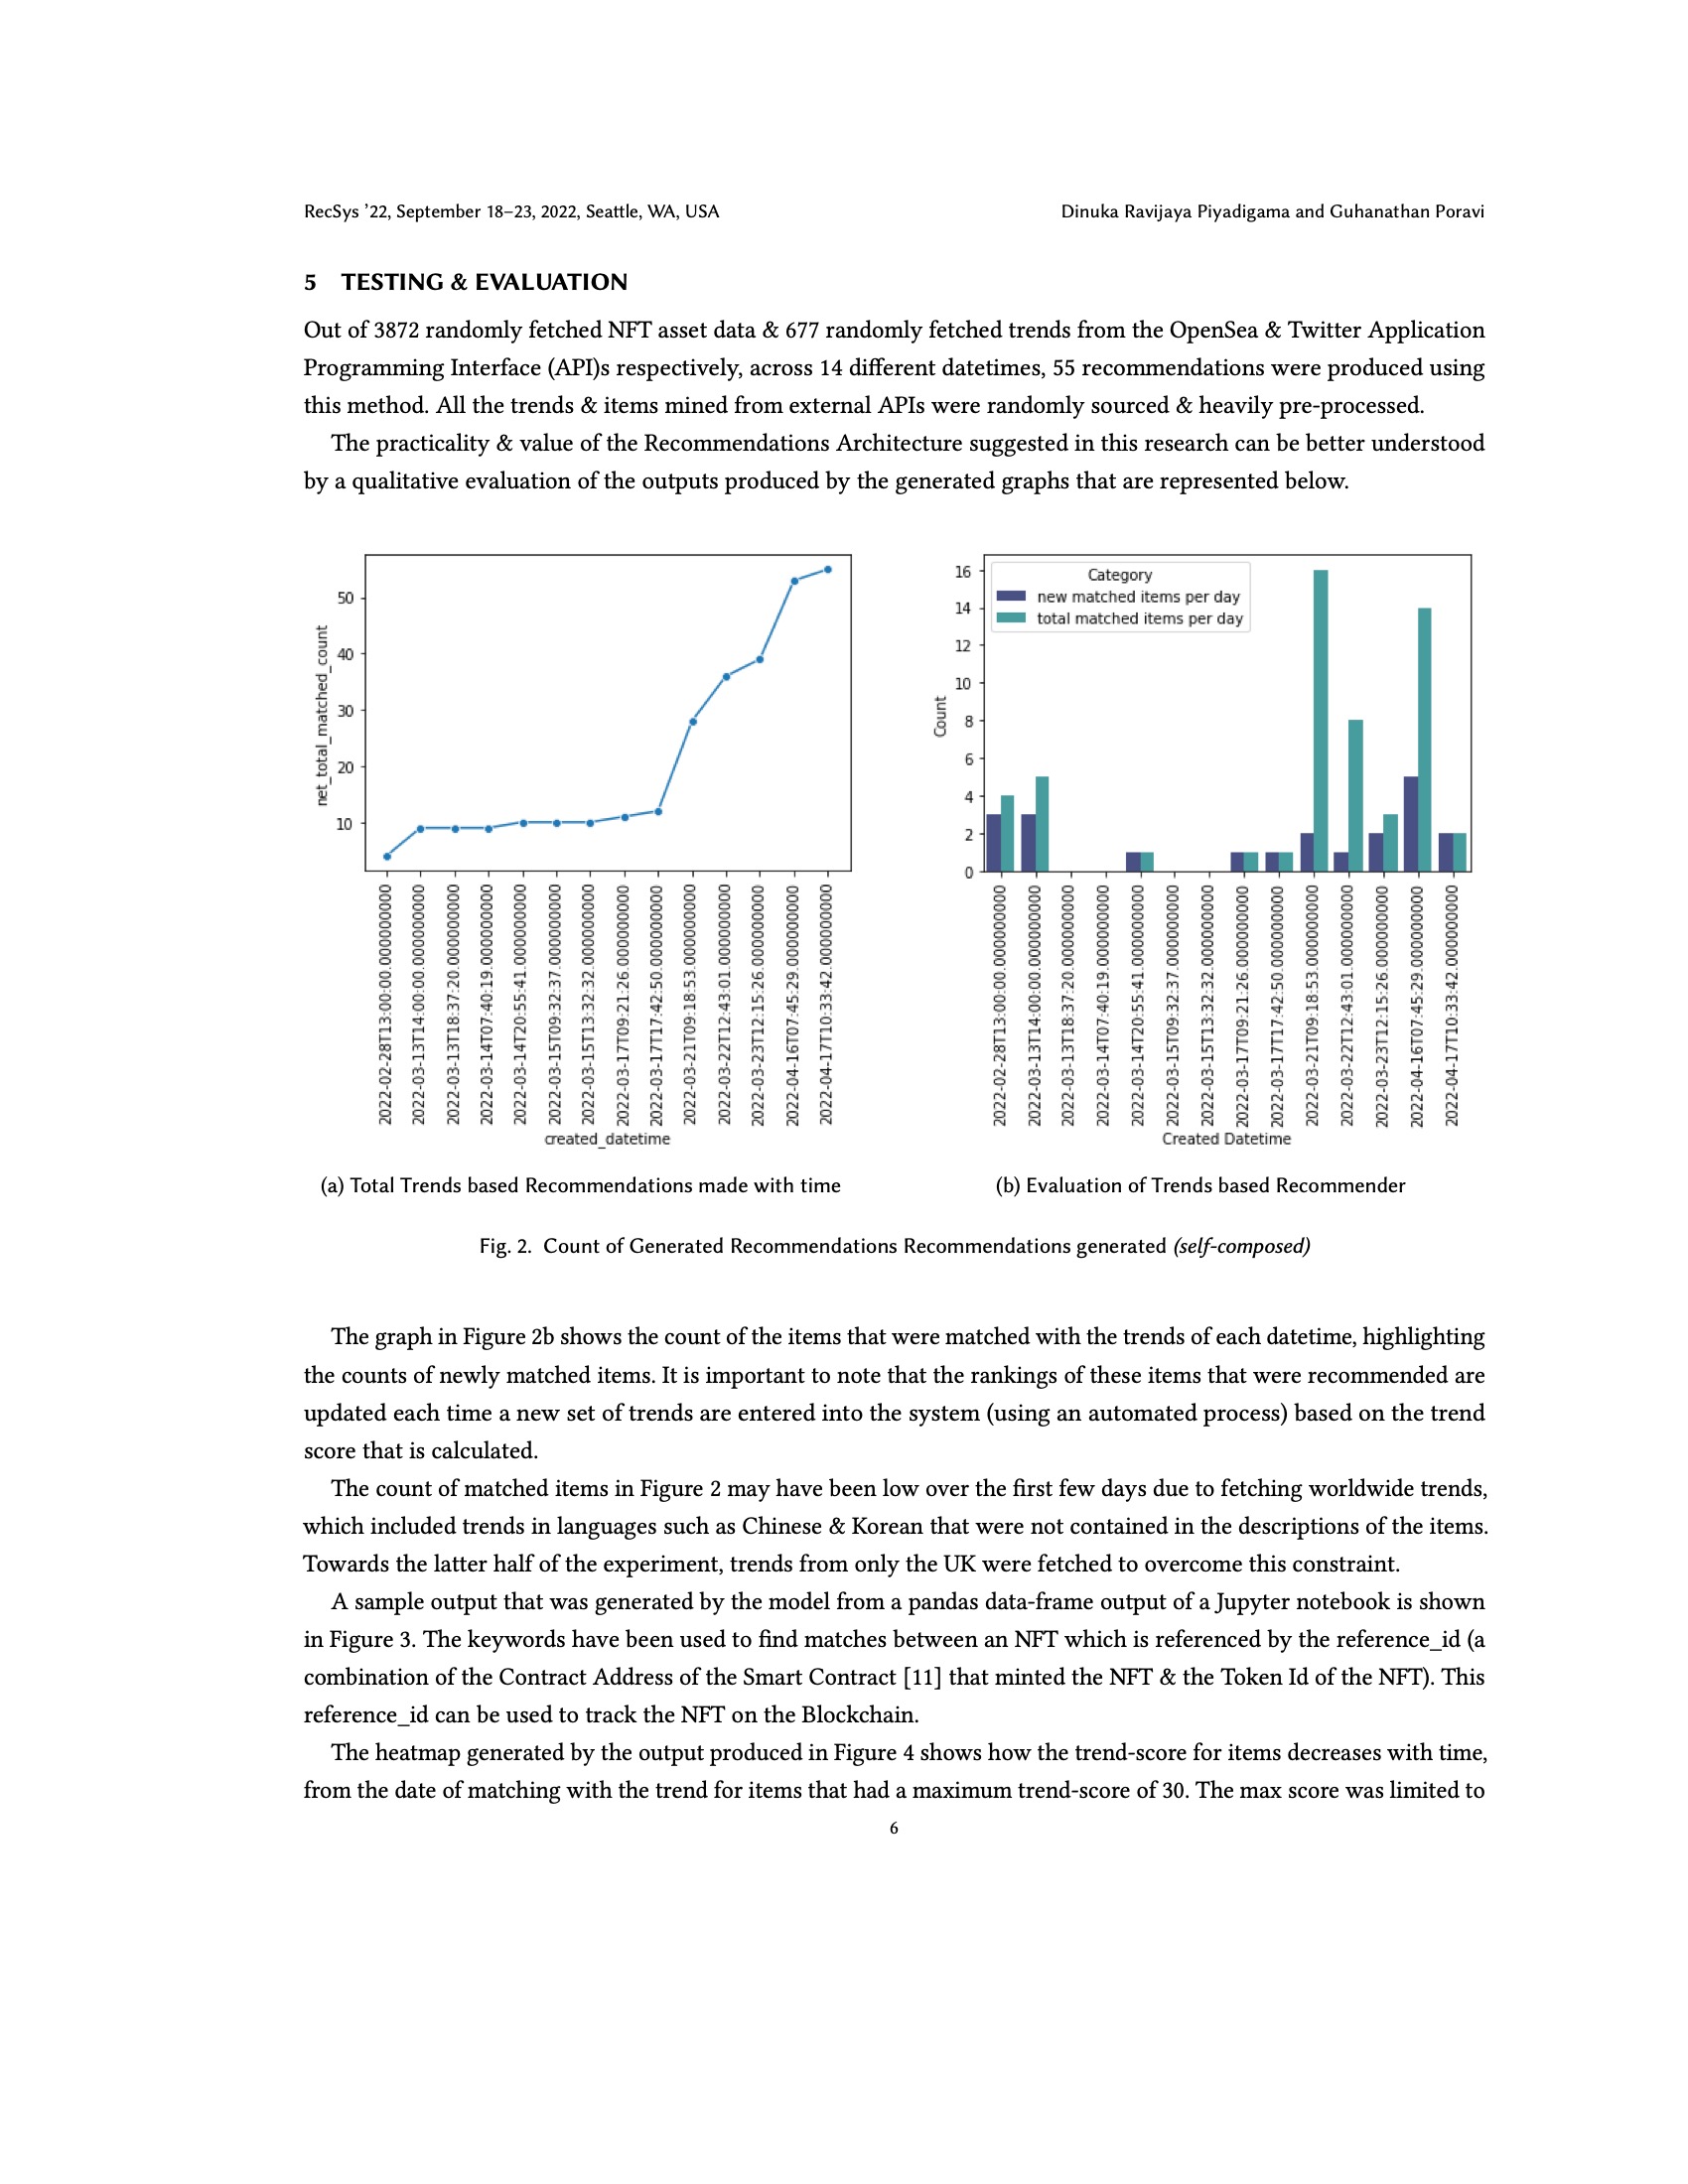 RecSys ’22, September 18–23, 2022, Seattle, WA, USA
Dinuka Ravijaya Piyadigama and Guhanathan Poravi
5 TESTING & EVALUATION
Out of 3872 randomly fetched NFT asset data & 677 randomly fetched trends from the OpenSea & Twitter Application
Programming Interface (API)s respectively, across 14 different datetimes, 55 recommendations were produced using
this method. All the trends & items mined from external APIs were randomly sourced & heavily pre-processed.
The practicality & value of the Recommendations Architecture suggested in this research can be better understood
by a qualitative evaluation of the outputs produced by the generated graphs that are represented below.
net_total_matched_count
50
40
30
20
10
2022-02-28T13:00:00.000000000
2022-03-13T14:00:00.000000000
2022-03-13T18:37:20.000000000
2022-03-14T07:40:19.000000000
2022-03-14T20:55:41.000000000
2022-03-15T09:32:37.000000000
2022-03-15T13:32:32.000000000
2022-03-17T09:21:26.000000000
2022-03-17T17:42:50.000000000
2022-03-21T09:18:53.000000000
2022-03-22T12:43:01.000000000
2022-03-23T12:15:26.000000000
2022-04-16T07:45:29.000000000
2022-04-17T10:33:42.000000000
created_datetime
(a) Total Trends based Recommendations made with time
Category
new matched items per day
total matched items per day
Count
16
14
12
10
8
6
4
2
0
2022-02-28T13:00:00.000000000
2022-03-13T14:00:00.000000000
2022-03-13T18:37:20.000000000
2022-03-14T07:40:19.000000000
2022-03-14T20:55:41.000000000
2022-03-15T09:32:37.000000000
2022-03-15T13:32:32.000000000
2022-03-17T09:21:26.000000000
2022-03-17T17:42:50.000000000
2022-03-21T09:18:53.000000000
2022-03-22T12:43:01.000000000
2022-03-23T12:15:26.000000000
2022-04-16T07:45:29.000000000
2022-04-17T10:33:42.000000000
Created Datetime
(b) Evaluation of Trends based Recommender
Fig. 2. Count of Generated Recommendations Recommendations generated (self-composed)
The graph in Figure 2b shows the count of the items that were matched with the trends of each datetime, highlighting
the counts of newly matched items. It is important to note that the rankings of these items that were recommended are
updated each time a new set of trends are entered into the system (using an automated process) based on the trend
score that is calculated.
The count of matched items in Figure 2 may have been low over the first few days due to fetching worldwide trends,
which included trends in languages such as Chinese & Korean that were not contained in the descriptions of the items.
Towards the latter half of the experiment, trends from only the UK were fetched to overcome this constraint.
A sample output that was generated by the model from a pandas data-frame output of a Jupyter notebook is shown
in Figure 3. The keywords have been used to find matches between an NFT which is referenced by the reference_id (a
combination of the Contract Address of the Smart Contract [11] that minted the NFT & the Token Id of the NFT). This
reference_id can be used to track the NFT on the Blockchain.
The heatmap generated by the output produced in Figure 4 shows how the trend-score for items decreases with time,
from the date of matching with the trend for items that had a maximum trend-score of 30. The max score was limited to
6